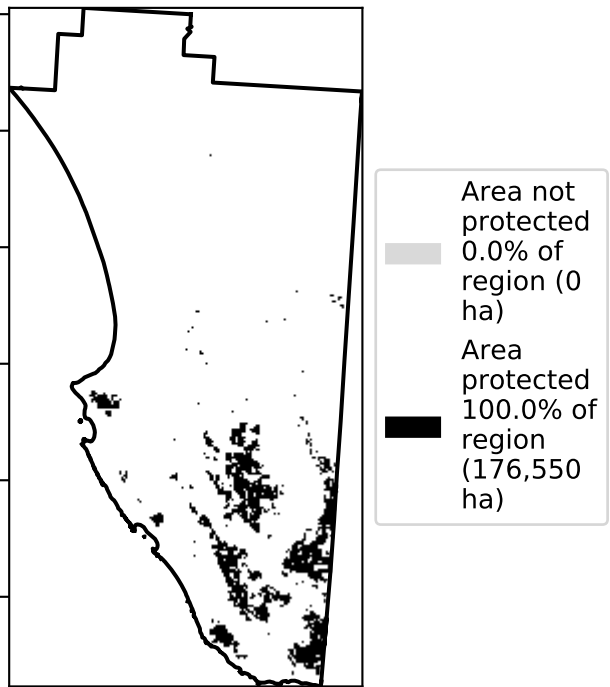 Area not
protected
0.0% of
region (0
ha)
Area
protected
100.0% of
region
(176,550
ha)